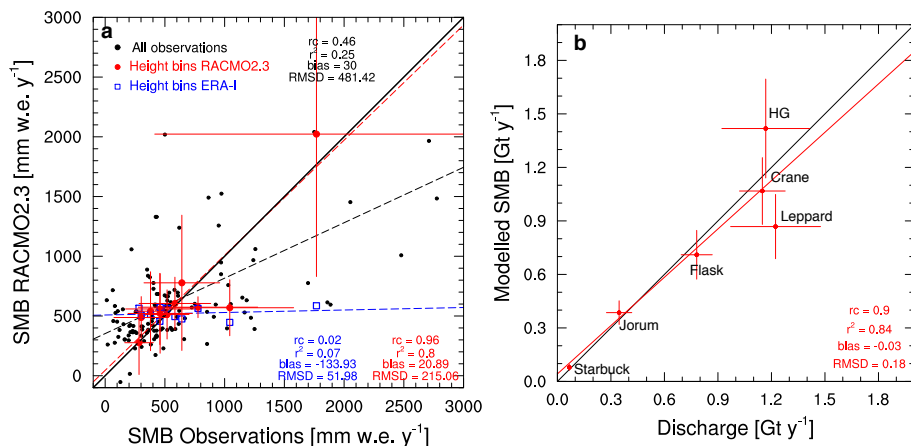 a
All observations
Height bins RACMO2.3
Height bins ERA-I
rc = 0.46
r² = 0.25
bias = 30
RMSD = 481.42
3000
2500
2000
1500
1000
500
0
SMB RACMO2.3 [mm w.e. y⁻¹]
rc = 0.02
r² = 0.07
bias = -133.93
RMSD = 51.98
rc = 0.96
r² = 0.8
bias = 20.89
RMSD = 215.06
0 500 1000 1500 2000 2500 3000
SMB Observations [mm w.e. y⁻¹]
b
2.1
1.8
1.5
1.2
0.9
0.6
0.3
0.0
Modelled SMB [Gt y⁻¹]
HG
Crane
Leppard
Flask
Jorum
Starbuck
rc = 0.9
r² = 0.84
bias = -0.03
RMSD = 0.18
0.0 0.3 0.6 0.9 1.2 1.5 1.8
Discharge [Gt y⁻¹]